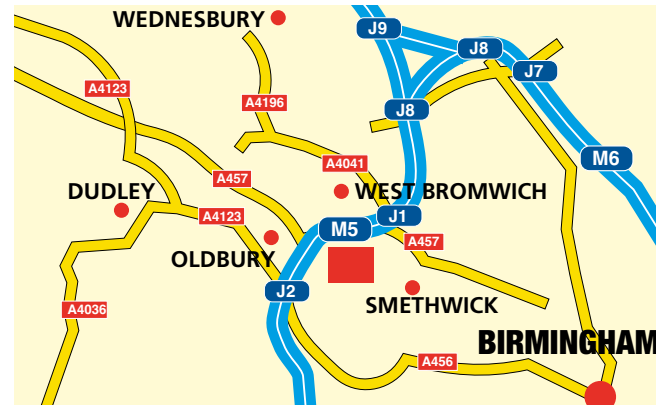 WEDNESBURY
J9
J8
J7
A4123
A4196
J8
M6
A4041
A457
DUDLEY
WEST BROMWICH
A4123
J1
M5
A457
OLDBURY
J2
SMETHWICK
A4036
BIRMINGHAM
A456